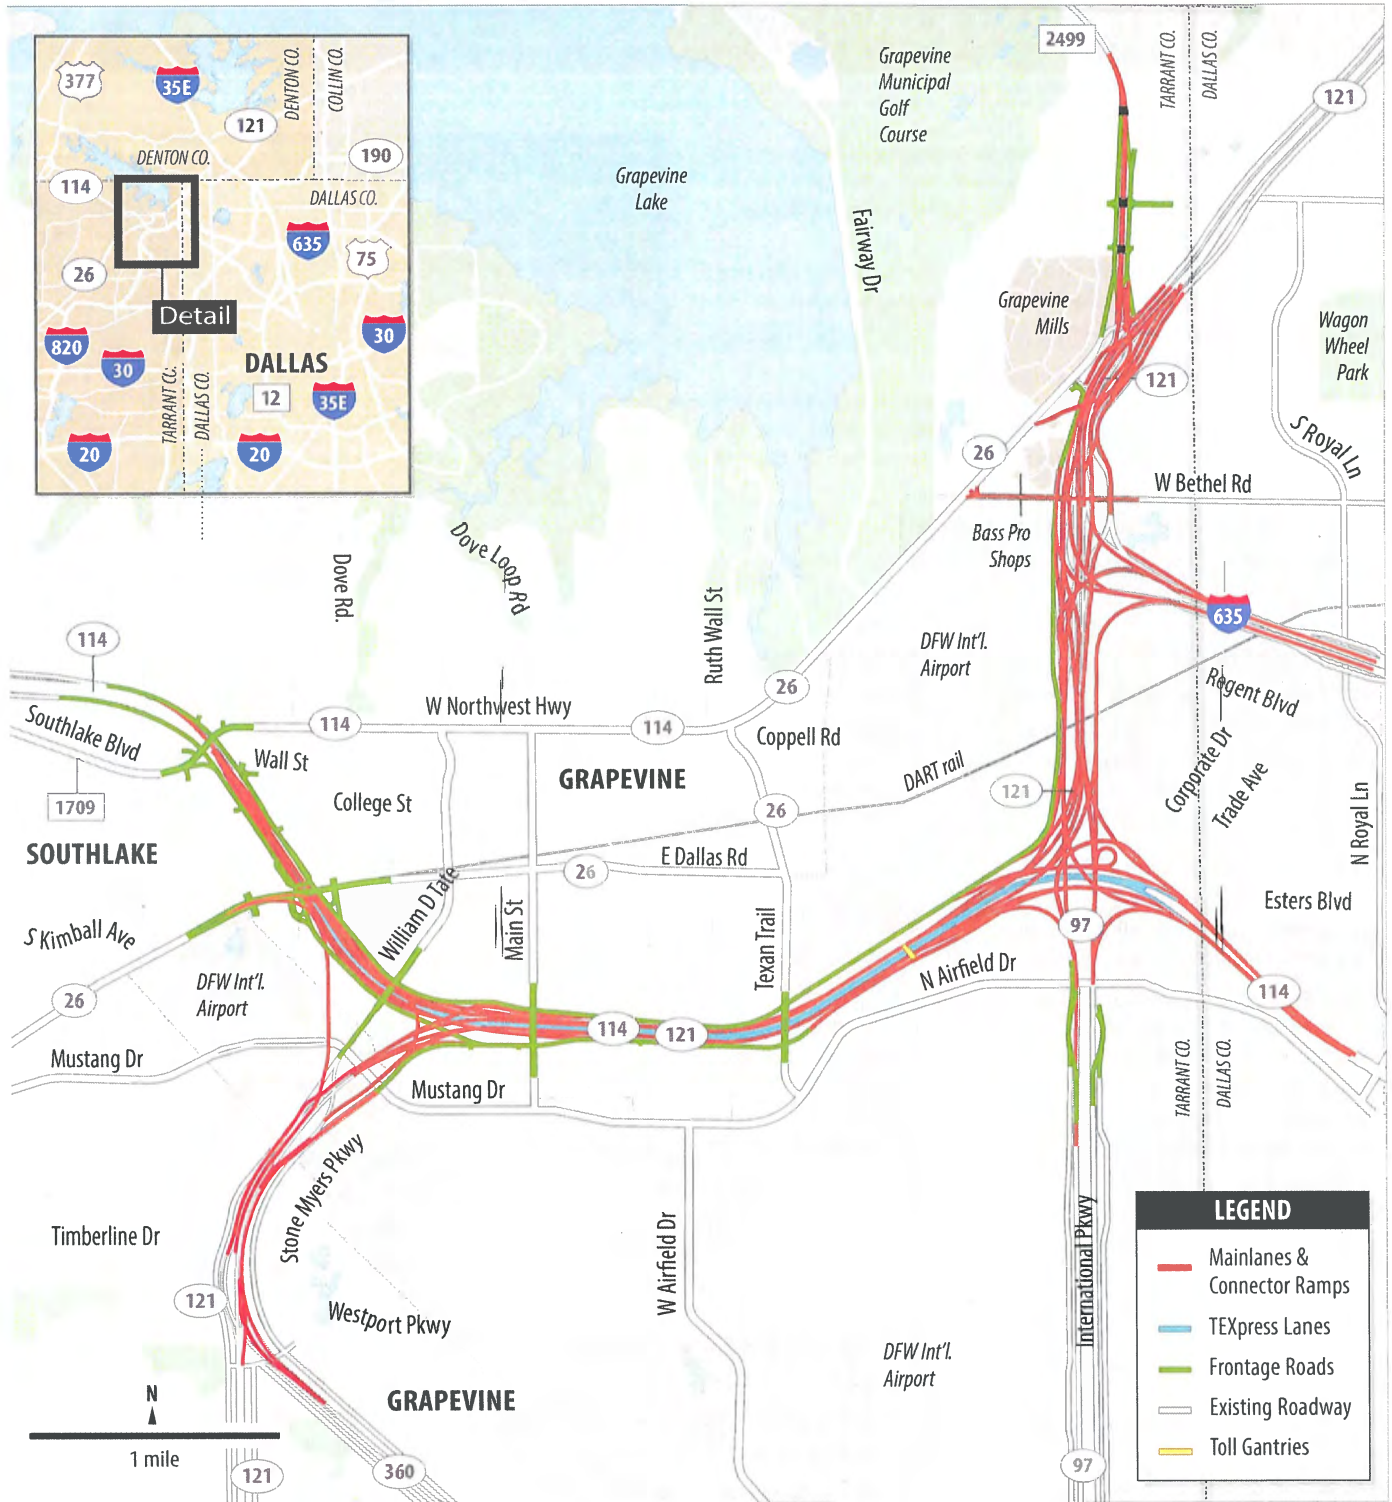 377
35E
DENTON CO.
COLLIN CO.
121
190
DENTON CO.
114
DALLAS CO.
635
75
26
Detail
820
30
30
DALLAS
12
35E
TARRANT CO.
DALLAS CO.
20
20
2499
TARRANT CO.
DALLAS CO.
121
Grapevine
Municipal
Golf
Course
Grapevine
Lake
Fairway Dr
Grapevine
Mills
Wagon
Wheel
Park
121
26
S Royal Ln
W Bethel Rd
Bass Pro
Shops
Dove Rd.
Dove Loop Rd
Ruth Wall St
635
DFW Int'l.
Airport
114
26
Regent Blvd
Southlake Blvd
W Northwest Hwy
114
114
Coppell Rd
Wall St
GRAPEVINE
DART rail
121
Corporate Dr
Trade Ave
N Royal Ln
1709
College St
26
SOUTHLAKE
E Dallas Rd
26
William D Tate
Main St
Texan Trail
Esters Blvd
S Kimball Ave
97
N Airfield Dr
DFW Int'l.
Airport
26
114
114
121
Mustang Dr
Mustang Dr
TARRANT CO.
DALLAS CO.
Stone Myers Pkwy
Timberline Dr
W Airfield Dr
International Pkwy
121
Westport Pkwy
DFW Int'l.
Airport
GRAPEVINE
N
1 mile
121
360
97
LEGEND
Mainlanes &
Connector Ramps
TEXpress Lanes
Frontage Roads
Existing Roadway
Toll Gantries